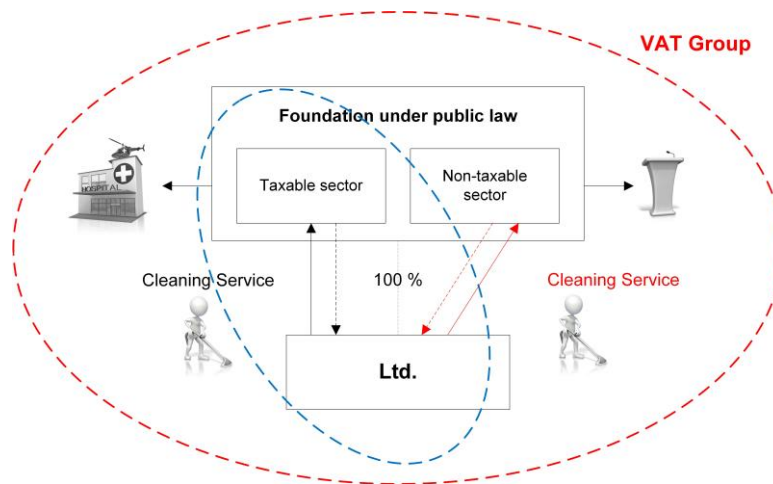 VAT Group
Foundation under public law
Taxable sector
Non-taxable
sector
HOSPITAL
Cleaning Service
100 %
Cleaning Service
Ltd.